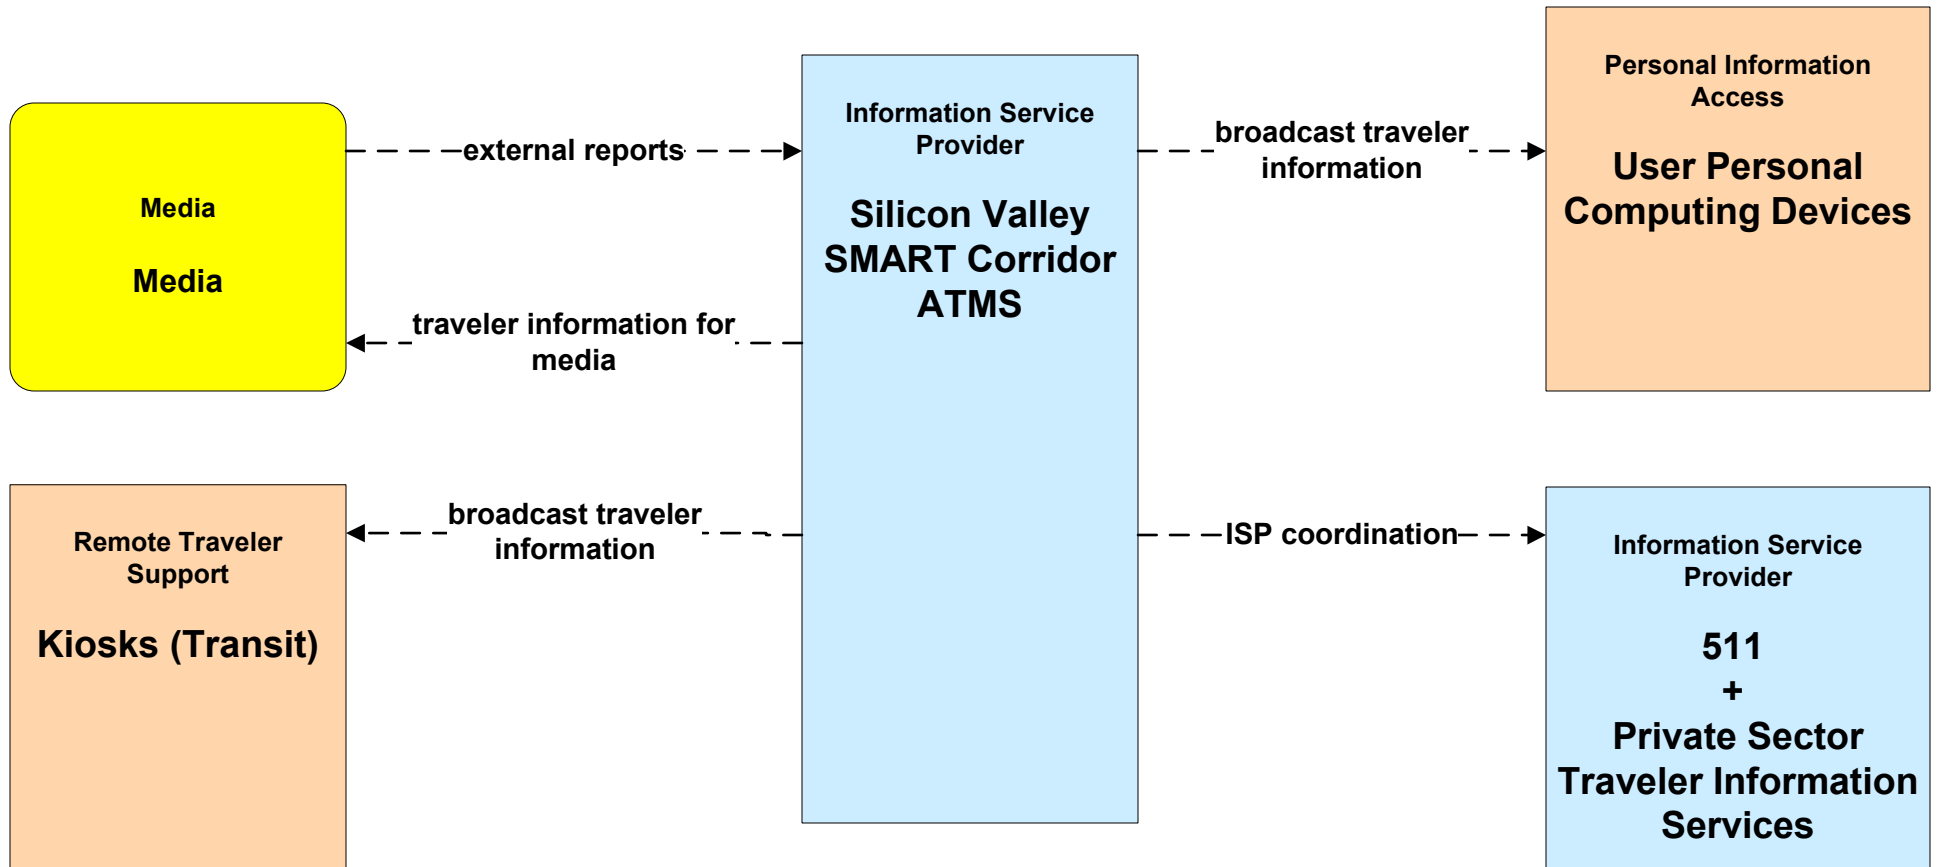 Media
Media
external reports
traveler information for
media
Information Service
Provider
Silicon Valley
SMART Corridor
ATMS
broadcast traveler
information
Personal Information
Access
User Personal
Computing Devices
Remote Traveler
Support
Kiosks (Transit)
broadcast traveler
information
ISP coordination
Information Service
Provider
511
+
Private Sector
Traveler Information
Services